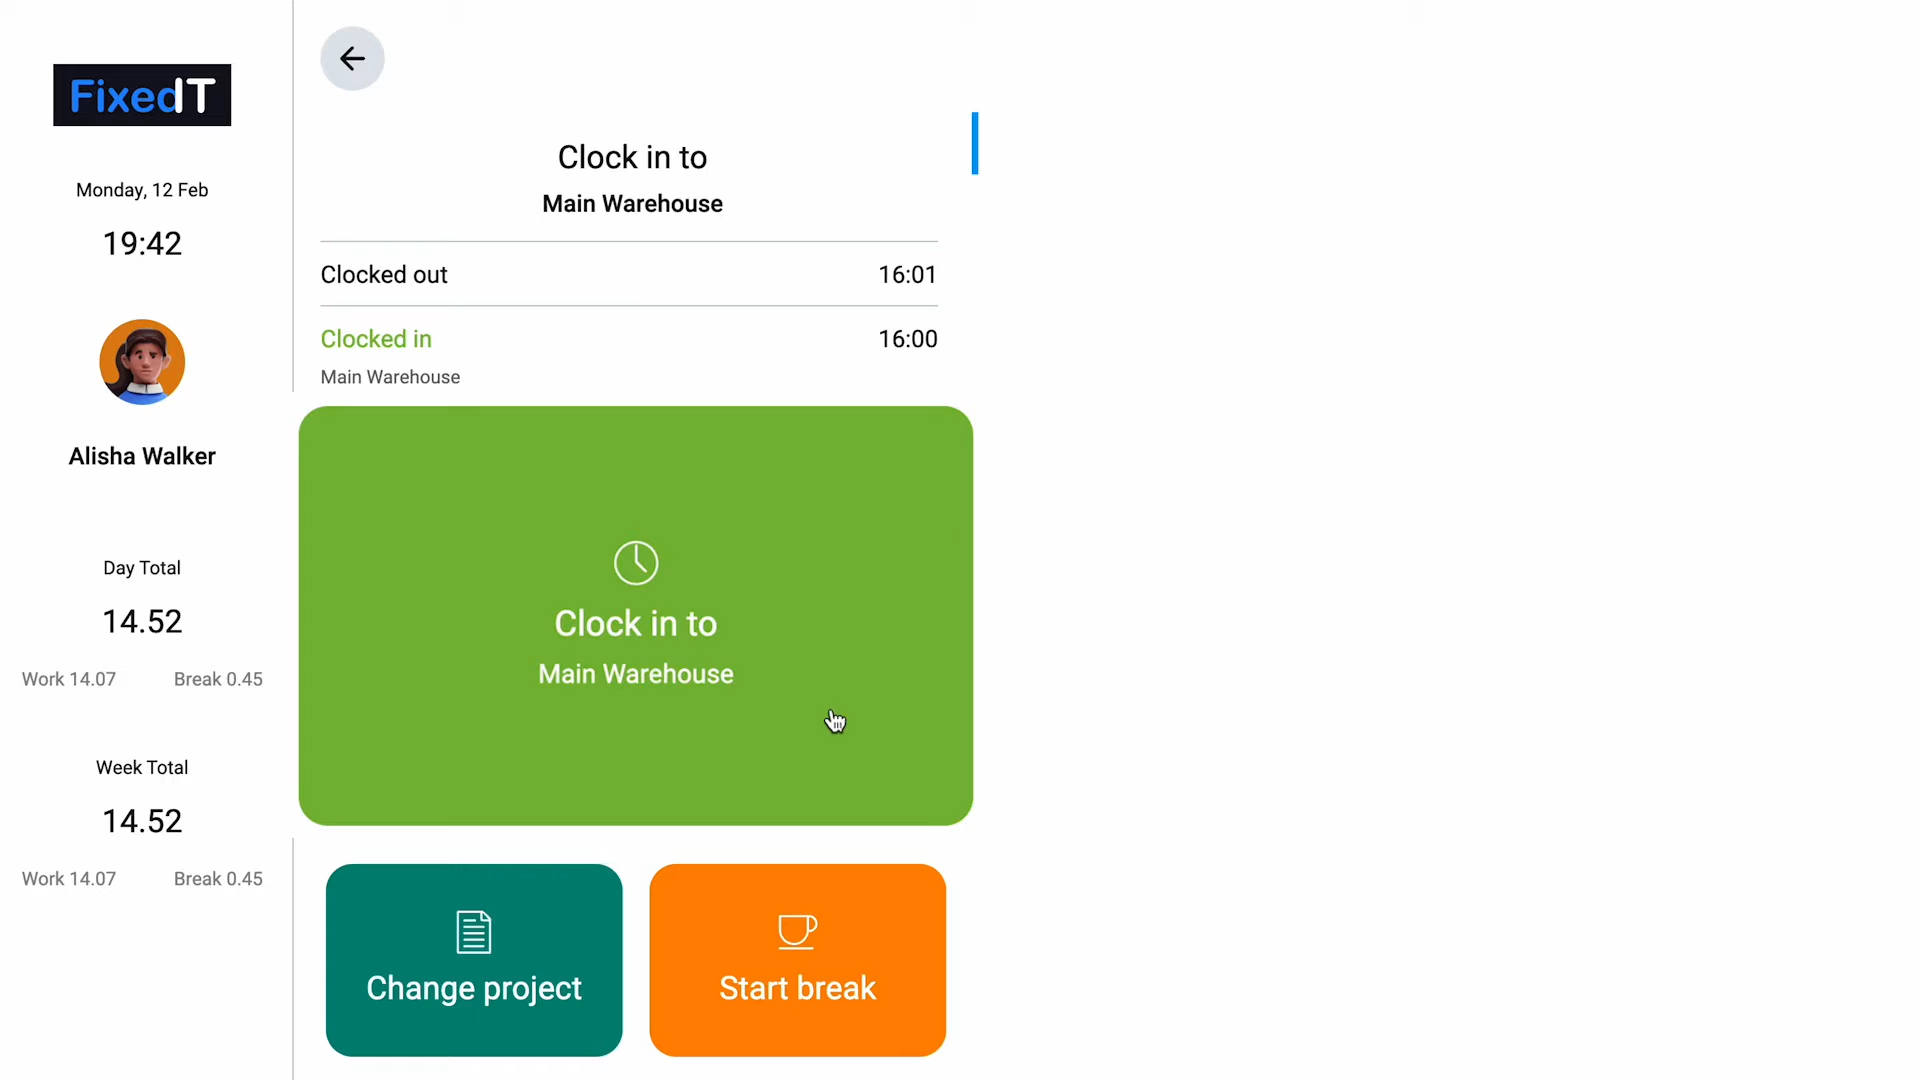 FixedIT
Monday, 12 Feb
19:42
Alisha Walker
Day Total
14.52
Work 14.07 Break 0.45
Week Total
14.52
Work 14.07 Break 0.45
Clock in to
Main Warehouse
Clocked out 16:01
Clocked in 16:00
Main Warehouse
Clock in to
Main Warehouse
Change project
Start break